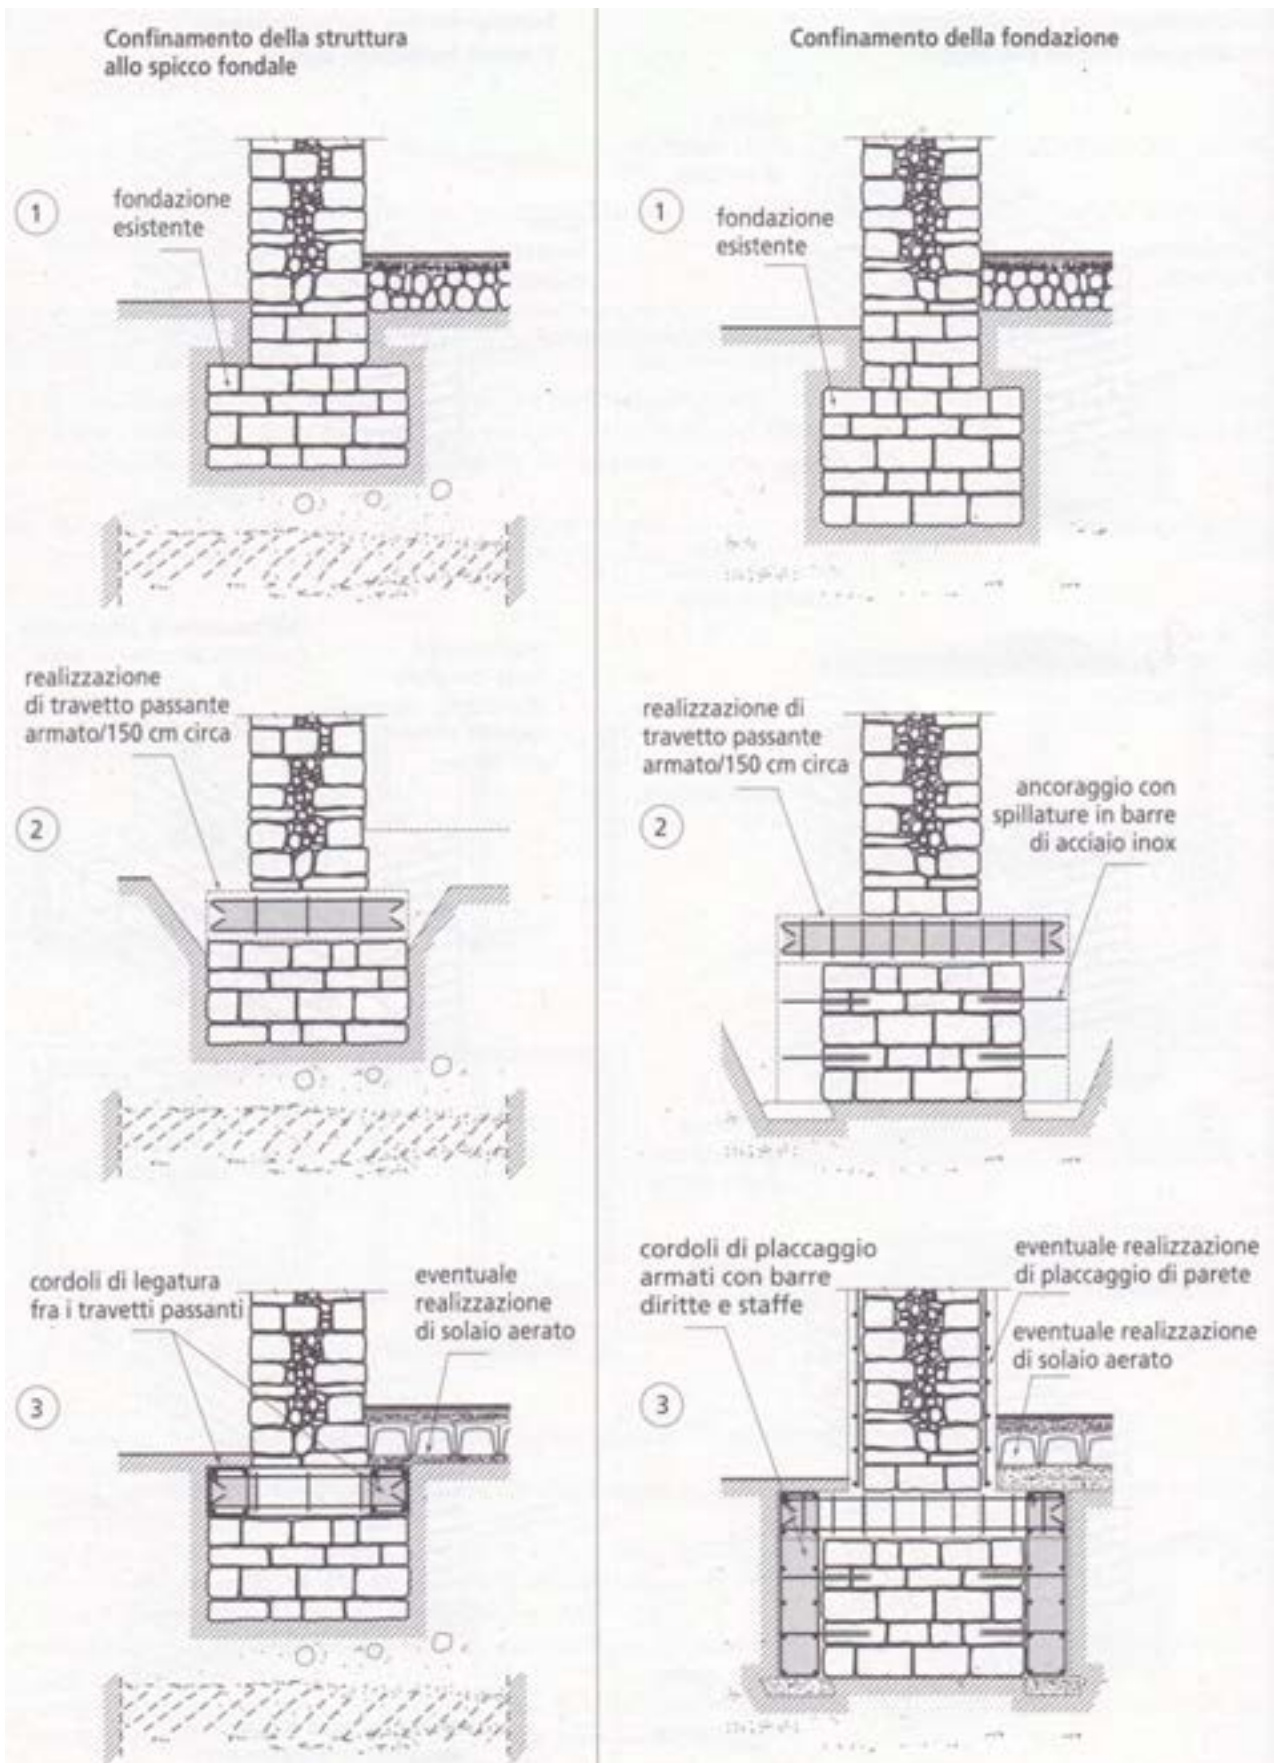 Confinamento della struttura
allo spicco fondale
1
fondazione
esistente
realizzazione
di travetto passante
armato/150 cm circa
2
cordoli di legatura
fra i travetti passanti
eventuale
realizzazione
di solaio aerato
3
Confinamento della fondazione
1
fondazione
esistente
realizzazione di
travetto passante
armato/150 cm circa
ancoraggio con
spillature in barre
di acciaio inox
2
cordoli di placcaggio
armati con barre
diritte e staffe
eventuale realizzazione
di placcaggio di parete
eventuale realizzazione
di solaio aerato
3